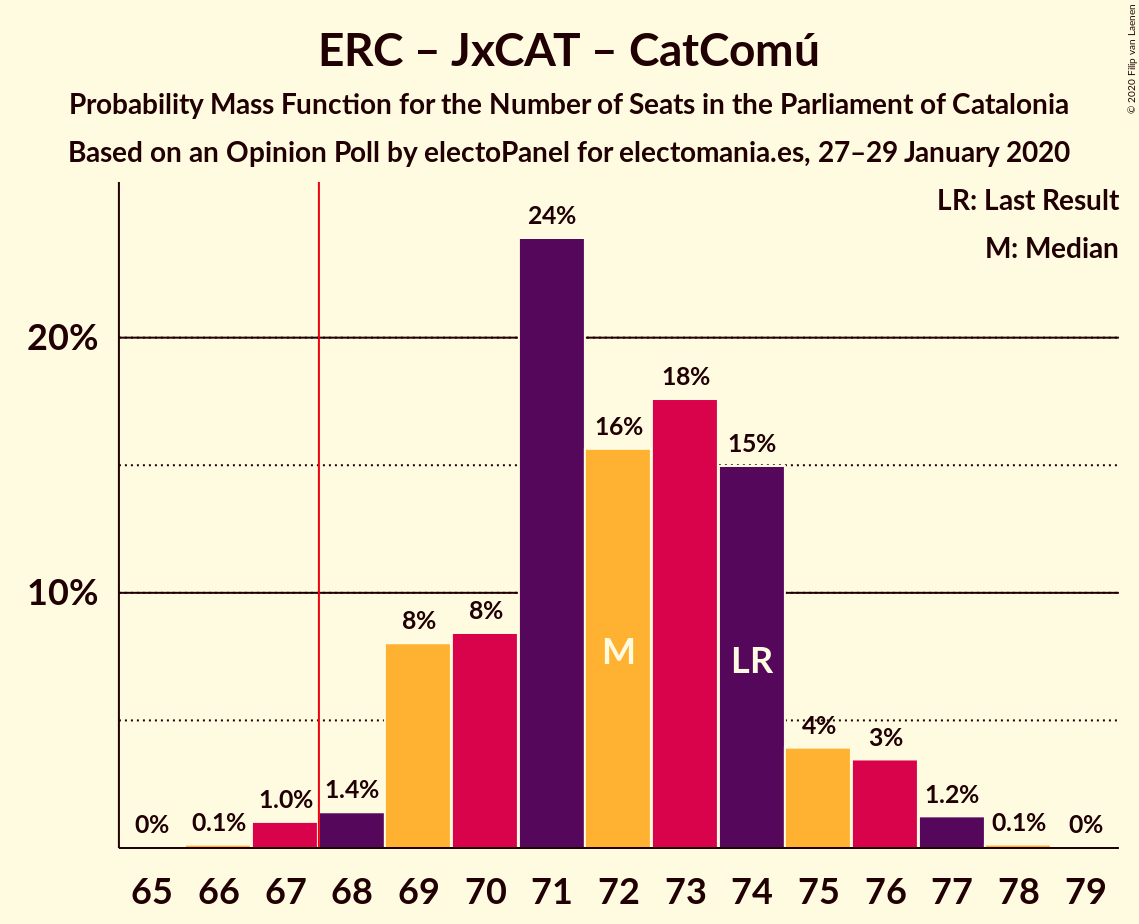 ERC – JxCAT – CatComú
Probability Mass Function for the Number of Seats in the Parliament of Catalonia
Based on an Opinion Poll by electoPanel for electomania.es, 27–29 January 2020
© 2020 Filip van Laenen
LR: Last Result
M: Median
20%
10%
0%
0.1%
1.0%
1.4%
8%
8%
24%
16%
18%
15%
4%
3%
1.2%
0.1%
0%
M
LR
65 66 67 68 69 70 71 72 73 74 75 76 77 78 79